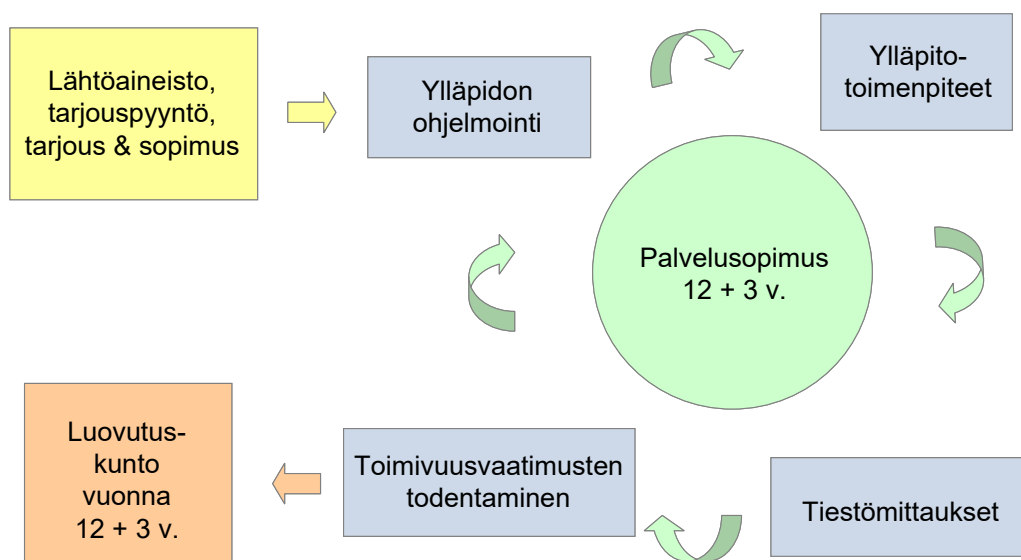 Lähtöaineisto,
tarjouspyyntö,
tarjous & sopimus
Ylläpidon
ohjelmointi
Ylläpito-
toimenpiteet
Palvelusopimus
12 + 3 v.
Luovutus-
kunto
vuonna
12 + 3 v.
Toimivuusvaatimusten
todentaminen
Tiestömittaukset